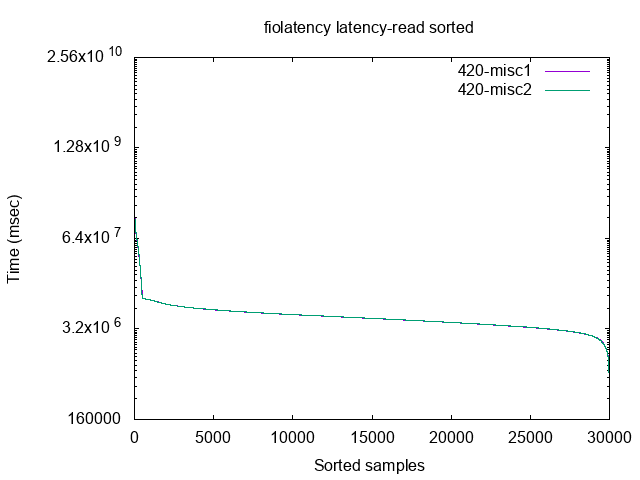 fiolatency latency-read sorted
2.56x10^10
1.28x10^9
6.4x10^7
3.2x10^6
160000
Time (msec)
420-misc1
420-misc2
0 5000 10000 15000 20000 25000 30000
Sorted samples